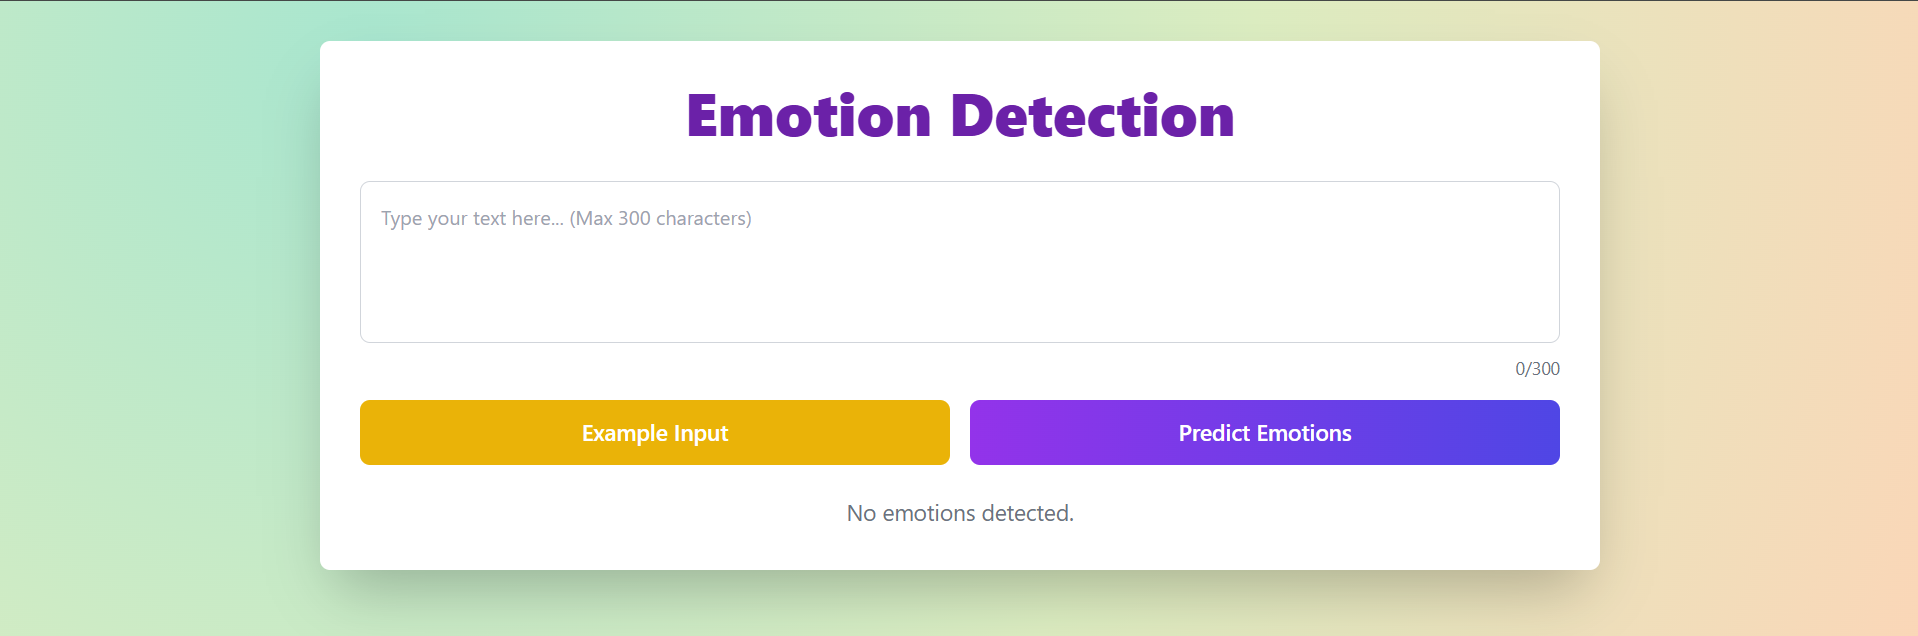 Emotion Detection
Type your text here... (Max 300 characters)
0/300
Example Input
Predict Emotions
No emotions detected.